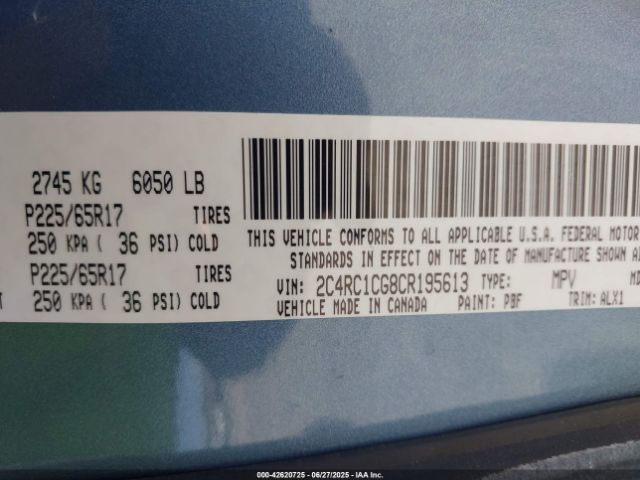 2745 KG 6050 LB
P225/65R17 TIRES
250 KPA ( 36 PSI) COLD
P225/65R17 TIRES
250 KPA ( 36 PSI) COLD
THIS VEHICLE CONFORMS TO ALL APPLICABLE U.S.A. FEDERAL MOTOR
STANDARDS IN EFFECT ON THE DATE OF MANUFACTURE SHOWN
VIN: 2C4RC1CG8CR195613 TYPE: MPV MD
VEHICLE MADE IN CANADA PAINT: PBF TRIM: ALX1
000-42620725 06/27/2025 IAA Inc.